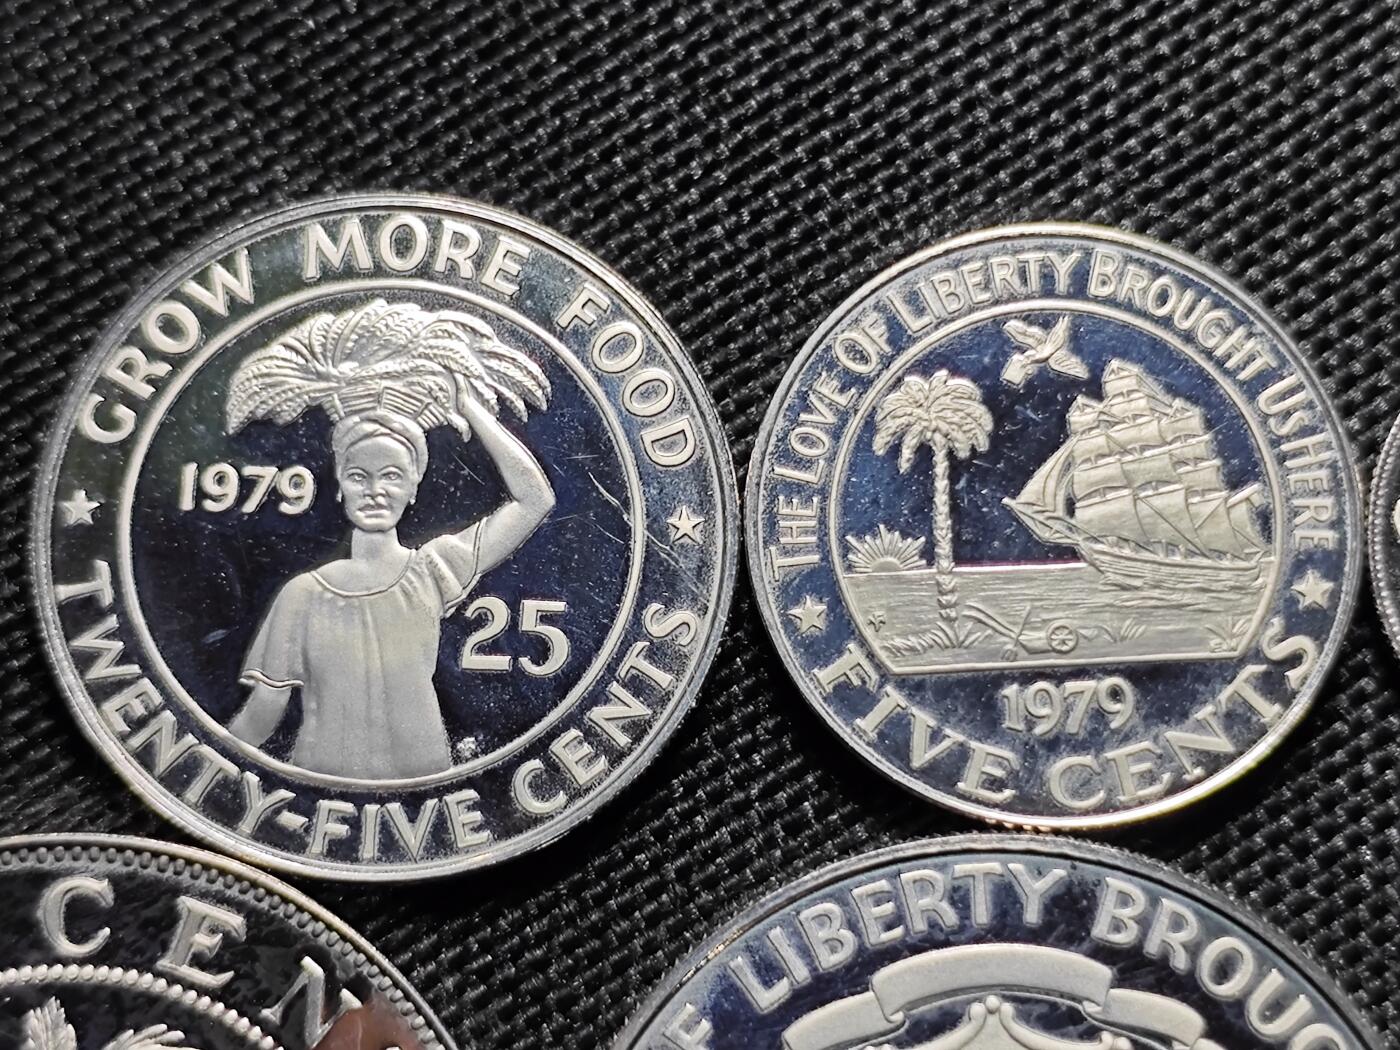 GROW MORE FOOD
1979
25
TWENTY-FIVE CENTS
THE LOVE OF LIBERTY BROUGHT US HERE
1979
FIVE CENTS
LIBERTY